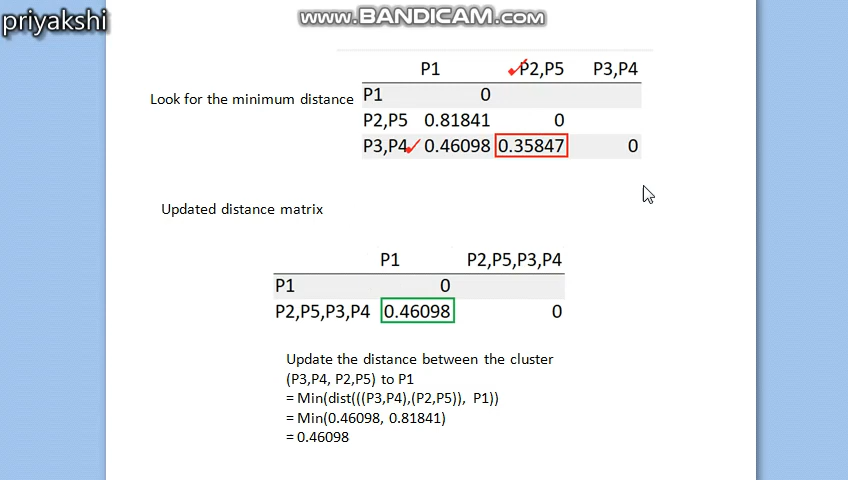 priyakshi
www.BANDICAM.com
P1 P2,P5 P3,P4
Look for the minimum distance
P1 0
P2,P5 0.81841 0
P3,P4 0.46098 0.35847 0
Updated distance matrix
P1 P2,P5,P3,P4
P1 0
P2,P5,P3,P4 0.46098 0
Update the distance between the cluster
(P3,P4, P2,P5) to P1
= Min(dist(((P3,P4),(P2,P5)), P1))
= Min(0.46098, 0.81841)
= 0.46098